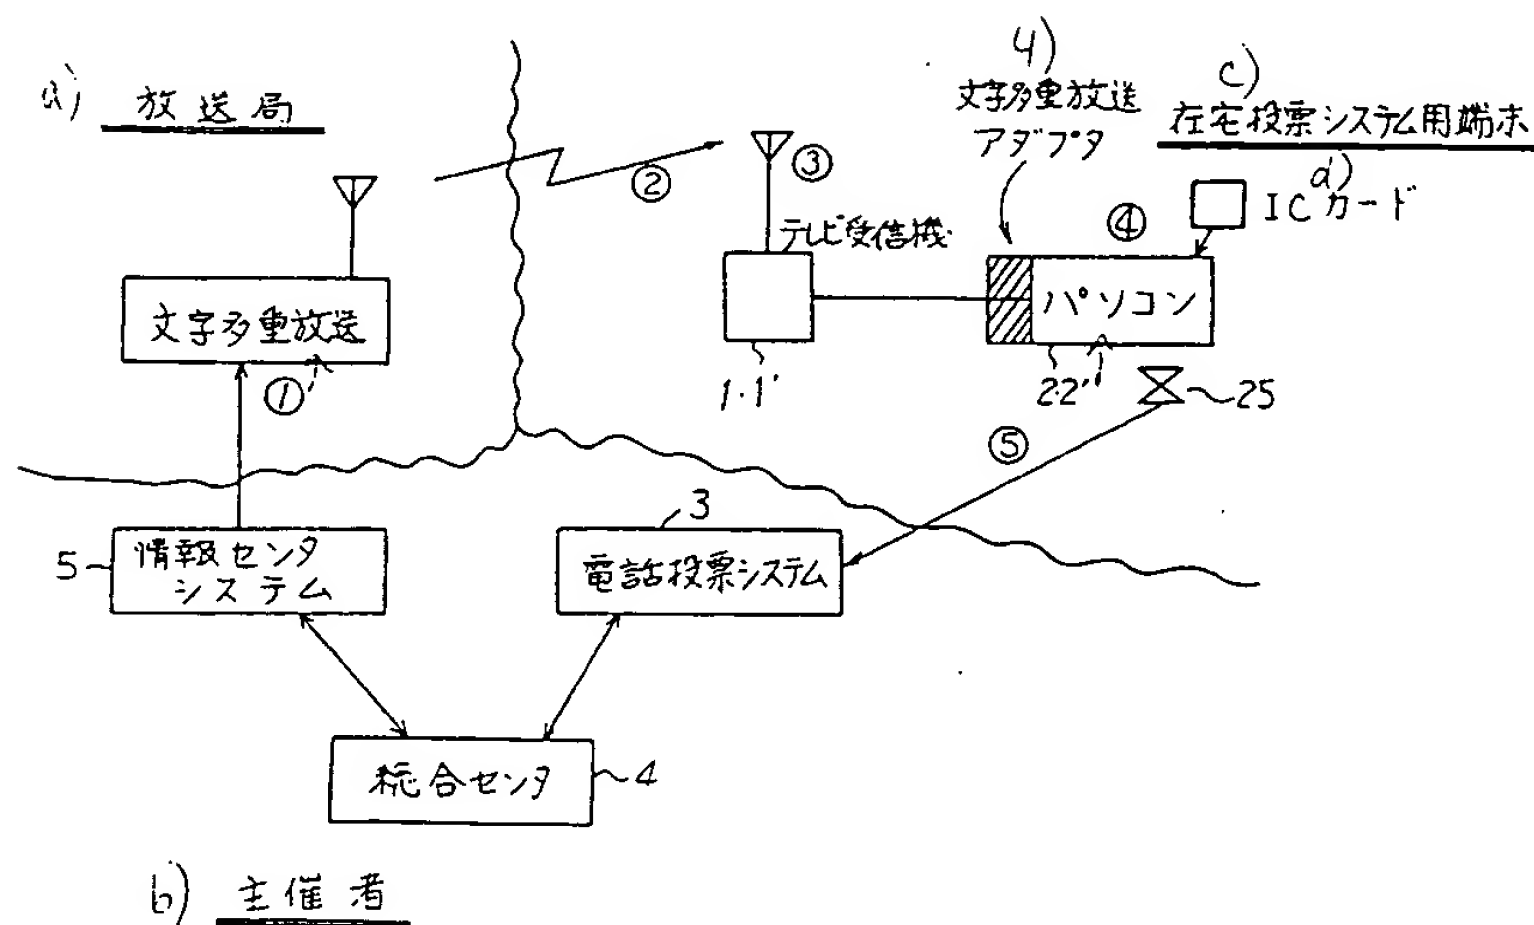 a) 放送局
4)
文字多重放送
アダプタ
c)
在宅投票システム用端末
d)
ICカード
②
③
テレビ受信機
④
パソコン
文字多重放送
①
1.1'
22'
25
⑤
3
5
情報センタ
システム
電話投票システム
統合センタ
4
b) 主催者